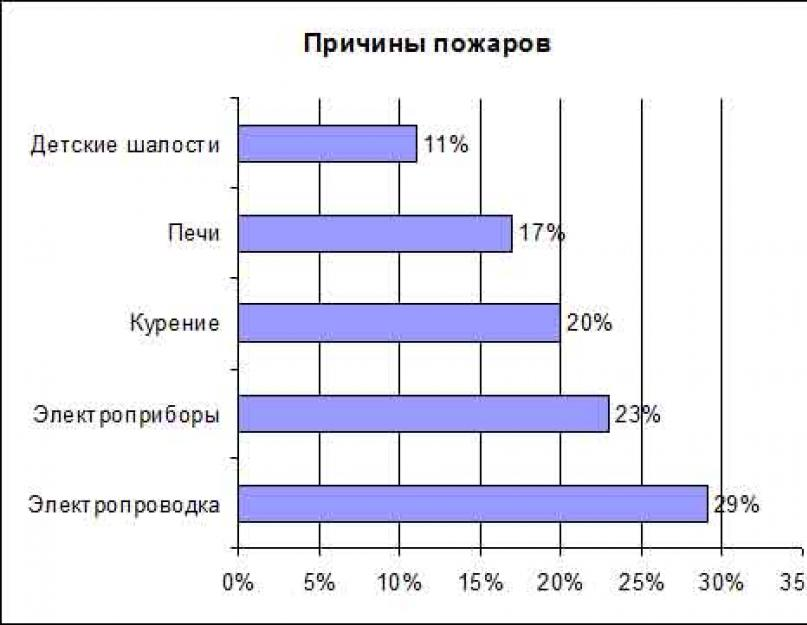 Причины пожаров
Детские шалости
11%
Печи
17%
Курение
20%
Электроприборы
23%
Электропроводка
29%
0% 5% 10% 15% 20% 25% 30% 35